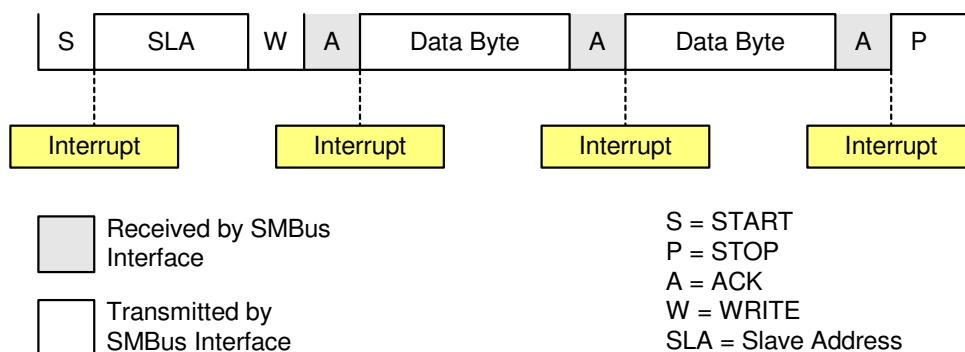 S SLA W A Data Byte A Data Byte A P
Interrupt Interrupt Interrupt Interrupt
Received by SMBus
Interface
Transmitted by
SMBus Interface
S = START
P = STOP
A = ACK
W = WRITE
SLA = Slave Address